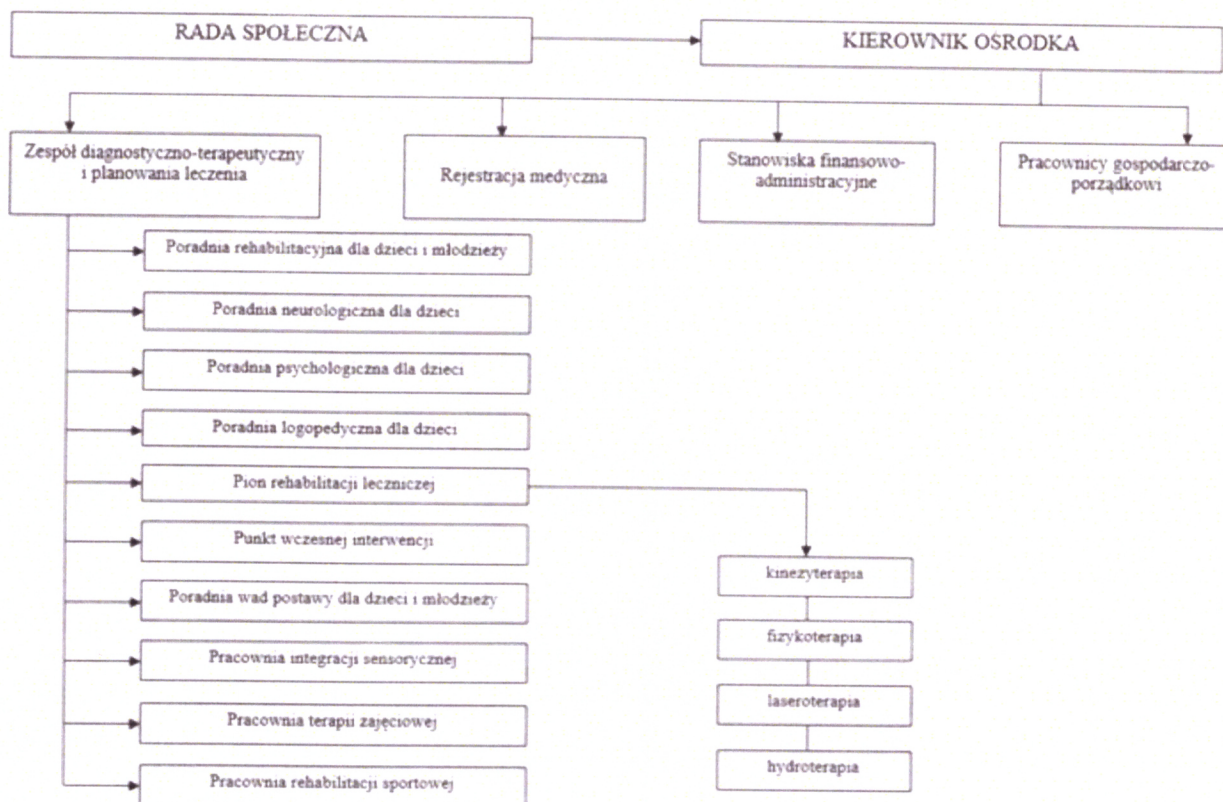 RADA SPOŁECZNA
KIEROWNIK OŚRODKA
Zespół diagnostyczno-terapeutyczny
i planowania leczenia
Rejestracja medyczna
Stanowiska finansowo-
administracyjne
Pracownicy gospodarczo-
porządkowi
Poradnia rehabilitacyjna dla dzieci i młodzieży
Poradnia neurologiczna dla dzieci
Poradnia psychologiczna dla dzieci
Poradnia logopedyczna dla dzieci
Pion rehabilitacji leczniczej
Punkt wczesnej interwencji
Poradnia wad postawy dla dzieci i młodzieży
Pracownia integracji sensorycznej
Pracownia terapii zajęciowej
Pracownia rehabilitacji sportowej
kinezyterapia
fizykoterapia
laseroterapia
hydroterapia